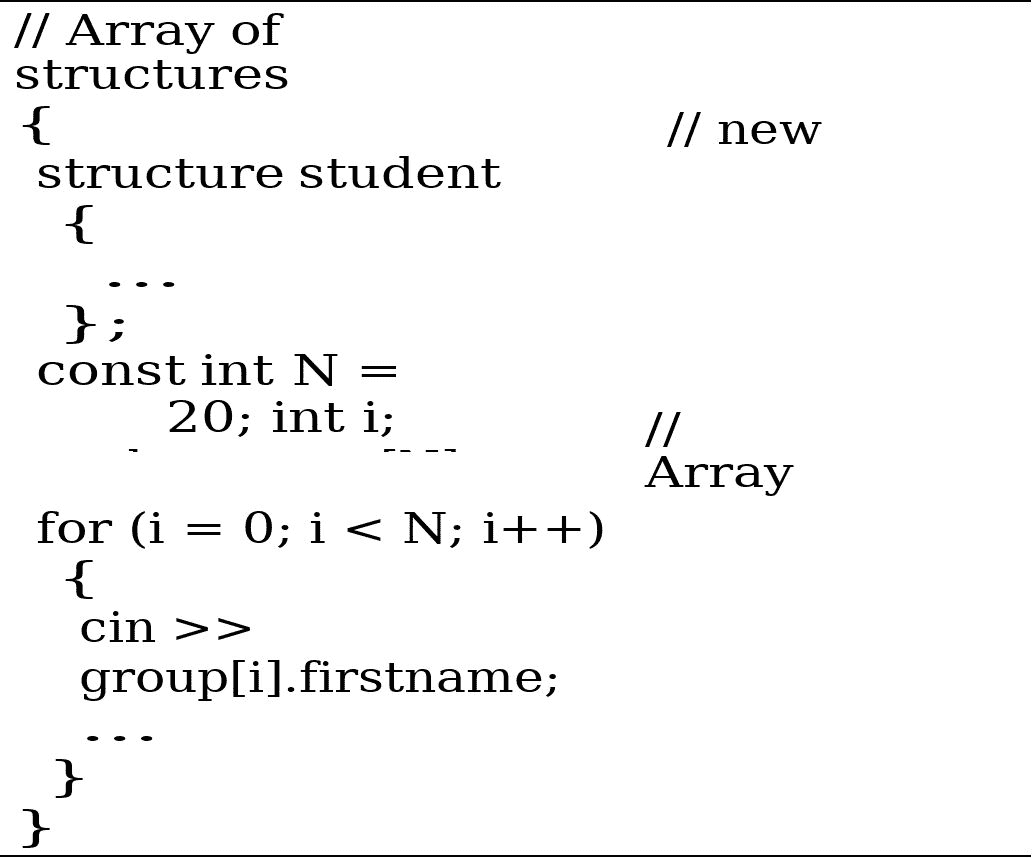 // Array of
structures
{ // new
structure student
{
...
};
const int N =
20; int i;
//
Array
for (i = 0; i < N; i++)
{
cin >>
group[i].firstname;
...
}
}